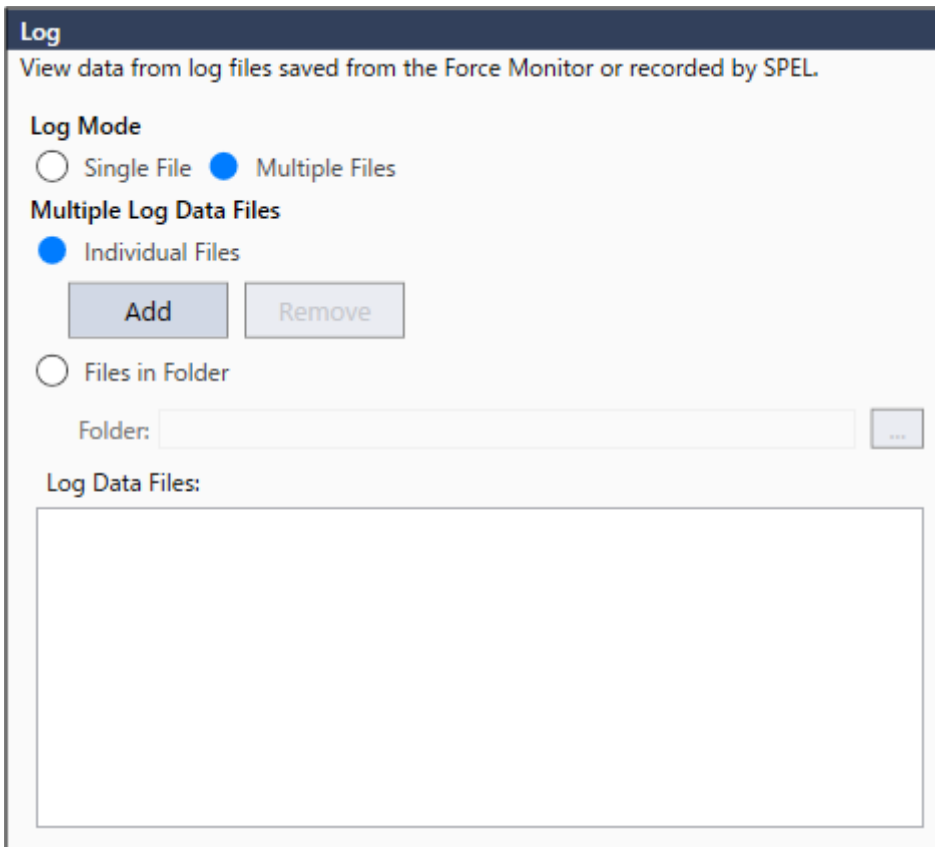 Log
View data from log files saved from the Force Monitor or recorded by SPEL.
Log Mode
Single File Multiple Files
Multiple Log Data Files
Individual Files
Add Remove
Files in Folder
Folder: ...
Log Data Files: